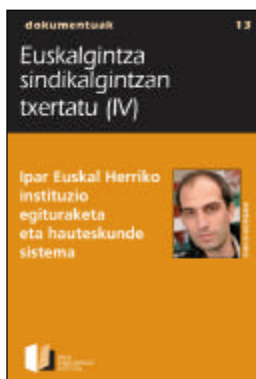 dokumentuak 13
Euskalgintza
sindikalgintzan
txertatu (IV)
Ipar Euskal Herriko
instituzio
egituraketa
eta hauteskunde
sistema